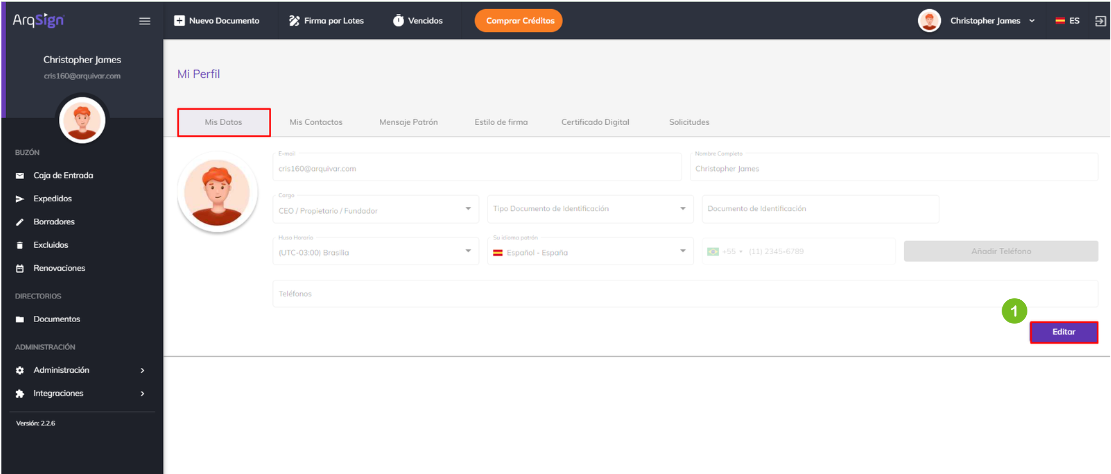 ArqSign
Nuevo Documento
Firma por Lotes
Vencidos
Comprar Créditos
Christopher James
ES
Christopher James
cris160@arquivar.com
BUZÓN
Caja de Entrada
Expedidos
Borradores
Excluidos
Renovaciones
DIRECTORIOS
Documentos
ADMINISTRACIÓN
Administración
Integraciones
Versión: 2.2.6
Mi Perfil
Mis Datos
Mis Contactos
Mensaje Patrón
Estilo de firma
Certificado Digital
Solicitudes
E-mail
cris160@arquivar.com
Nombre Completo
Christopher James
Cargo
CEO / Propietario / Fundador
Tipo Documento de Identificación
Documento de Identificación
Huso Horario
(UTC-03:00) Brasilia
Su idioma patrón
Español - España
+55
(11) 2345-6789
Añade Teléfono
Teléfonos
1
Editar